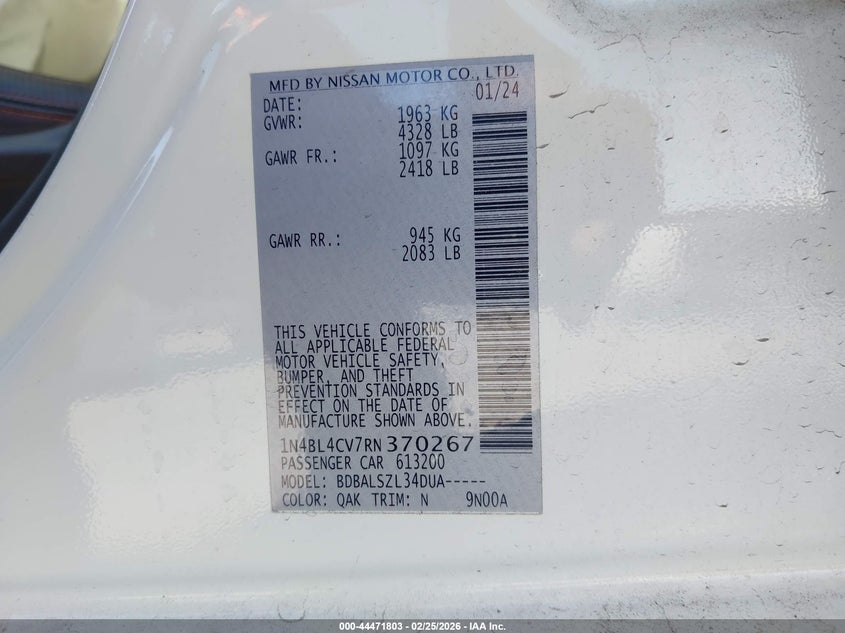 MFD BY NISSAN MOTOR CO., LTD.
DATE: 01/24
GVWR: 1963 KG
4328 LB
GAWR FR.: 1097 KG
2418 LB
GAWR RR.: 945 KG
2083 LB
THIS VEHICLE CONFORMS TO
ALL APPLICABLE FEDERAL
MOTOR VEHICLE SAFETY,
BUMPER, AND THEFT
PREVENTION STANDARDS IN
EFFECT ON THE DATE OF
MANUFACTURE SHOWN ABOVE.
1N4BL4CV7RN370267
PASSENGER CAR 613200
MODEL: BDBALSZL34DUA-----
COLOR: QAK TRIM: N 9N00A
000-44471803 - 02/25/2026 - IAA Inc.